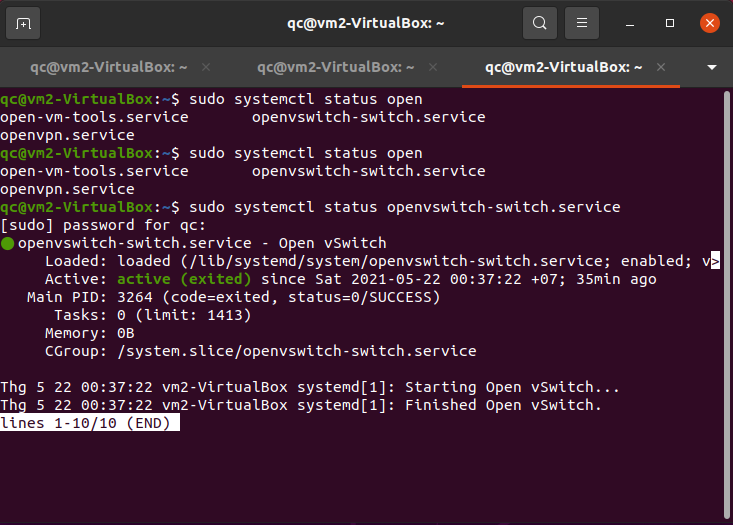 qc@vm2-VirtualBox: ~
qc@vm2-VirtualBox: ~ qc@vm2-VirtualBox: ~ qc@vm2-VirtualBox: ~
qc@vm2-VirtualBox:~$ sudo systemctl status open
open-vm-tools.service openvswitch-switch.service
openvpn.service
qc@vm2-VirtualBox:~$ sudo systemctl status open
open-vm-tools.service openvswitch-switch.service
openvpn.service
qc@vm2-VirtualBox:~$ sudo systemctl status openvswitch-switch.service
[sudo] password for qc:
● openvswitch-switch.service - Open vSwitch
Loaded: loaded (/lib/systemd/system/openvswitch-switch.service; enabled; v>
Active: active (exited) since Sat 2021-05-22 00:37:22 +07; 35min ago
Main PID: 3264 (code=exited, status=0/SUCCESS)
Tasks: 0 (limit: 1413)
Memory: 0B
CGroup: /system.slice/openvswitch-switch.service
Thg 5 22 00:37:22 vm2-VirtualBox systemd[1]: Starting Open vSwitch...
Thg 5 22 00:37:22 vm2-VirtualBox systemd[1]: Finished Open vSwitch.
lines 1-10/10 (END)